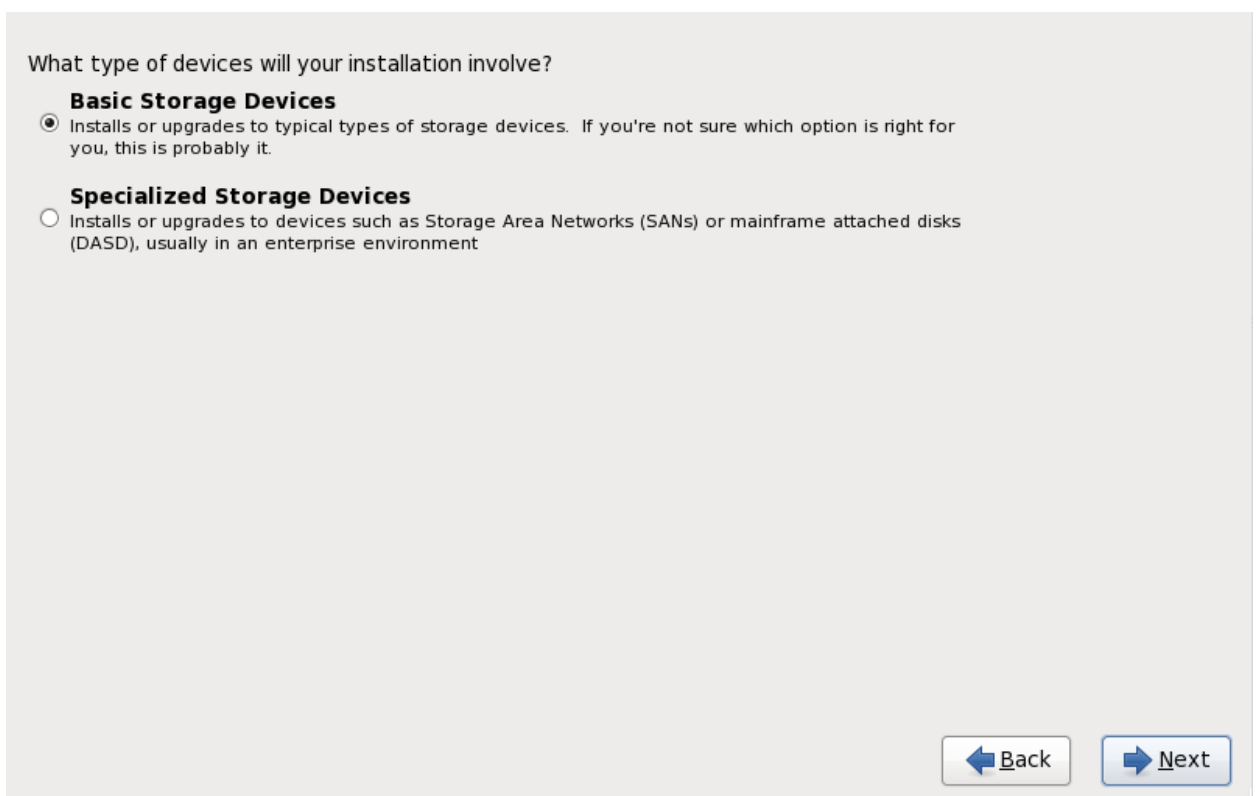 What type of devices will your installation involve?
Basic Storage Devices
Installs or upgrades to typical types of storage devices.  If you're not sure which option is right for
you, this is probably it.
Specialized Storage Devices
Installs or upgrades to devices such as Storage Area Networks (SANs) or mainframe attached disks
(DASD), usually in an enterprise environment
Back
Next